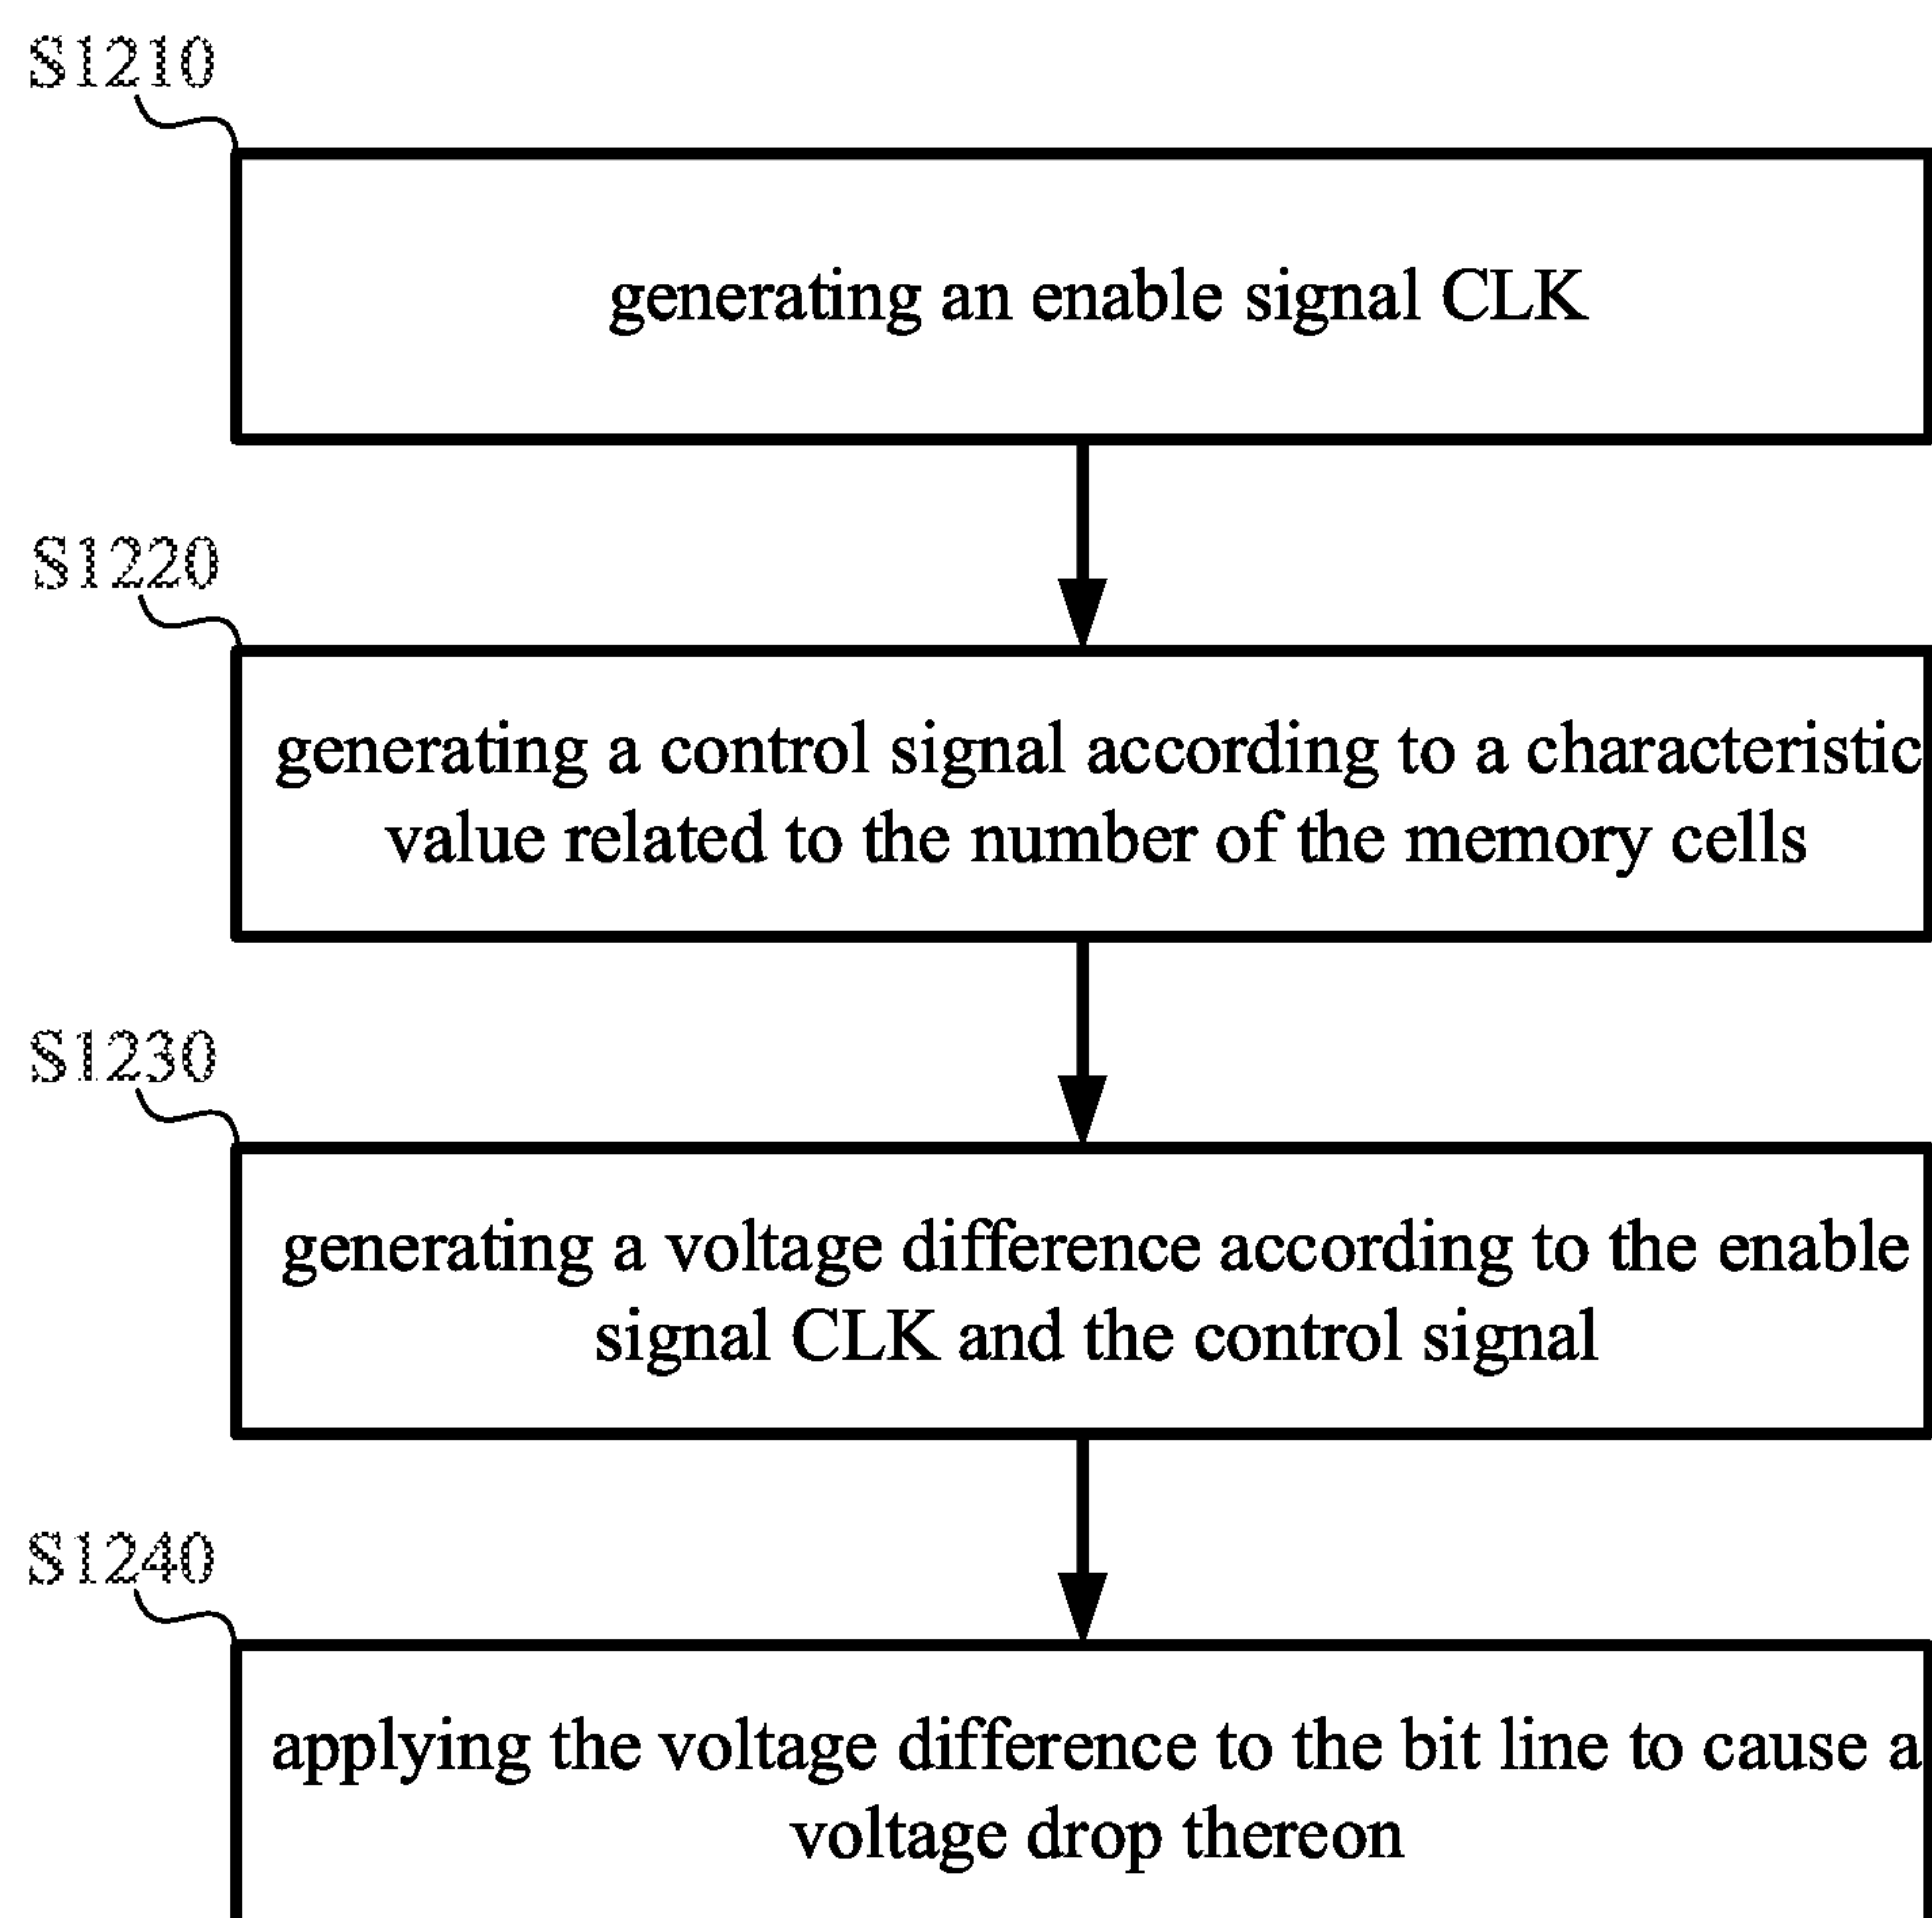 S1210
generating an enable signal CLK
S1220
generating a control signal according to a characteristic
value related to the number of the memory cells
S1230
generating a voltage difference according to the enable
signal CLK and the control signal
S1240
applying the voltage difference to the bit line to cause a
voltage drop thereon